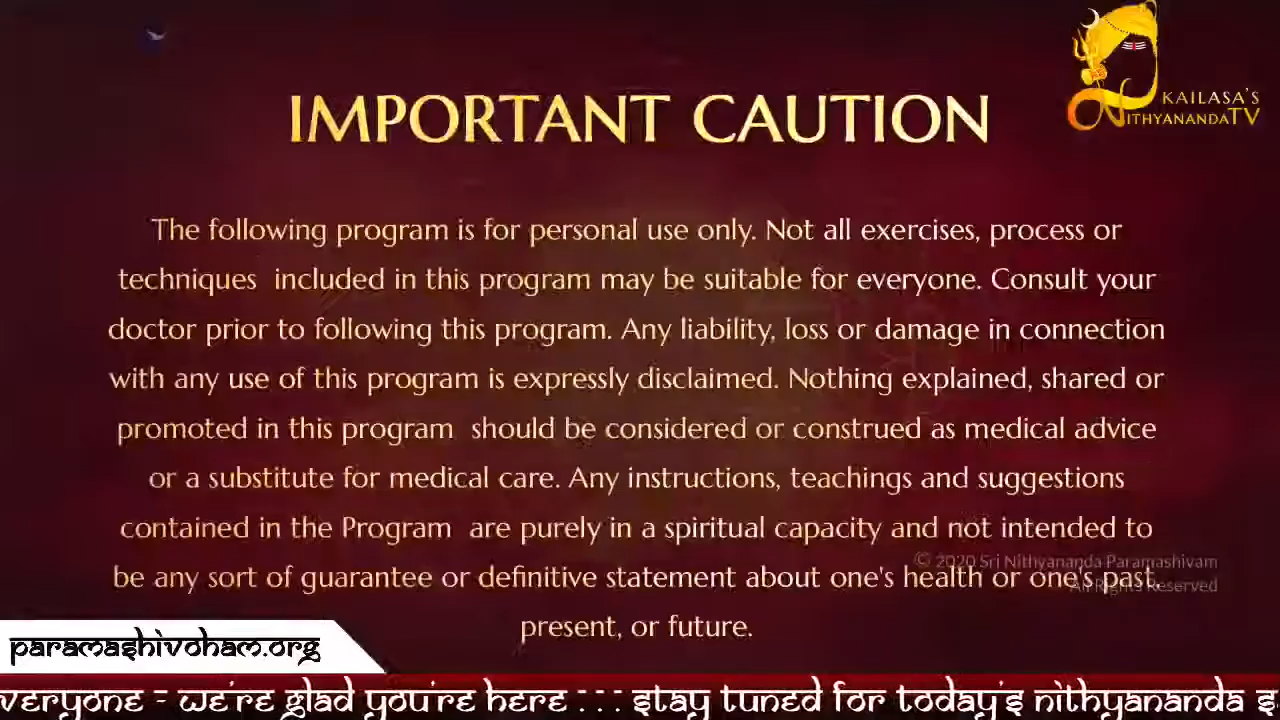 KAILASA'S
NITHYANANDATV
IMPORTANT CAUTION
The following program is for personal use only. Not all exercises, process or
techniques included in this program may be suitable for everyone. Consult your
doctor prior to following this program. Any liability, loss or damage in connection
with any use of this program is expressly disclaimed. Nothing explained, shared or
promoted in this program should be considered or construed as medical advice
or a substitute for medical care. Any instructions, teachings and suggestions
contained in the Program are purely in a spiritual capacity and not intended to
© 2020 Sri Nithyananda Paramashivam
be any sort of guarantee or definitive statement about one's health or one's past,
All Rights Reserved
present, or future.
paramashivoham.org
veryone - we're glad you're here . . . stay tuned for today's nithyananda s